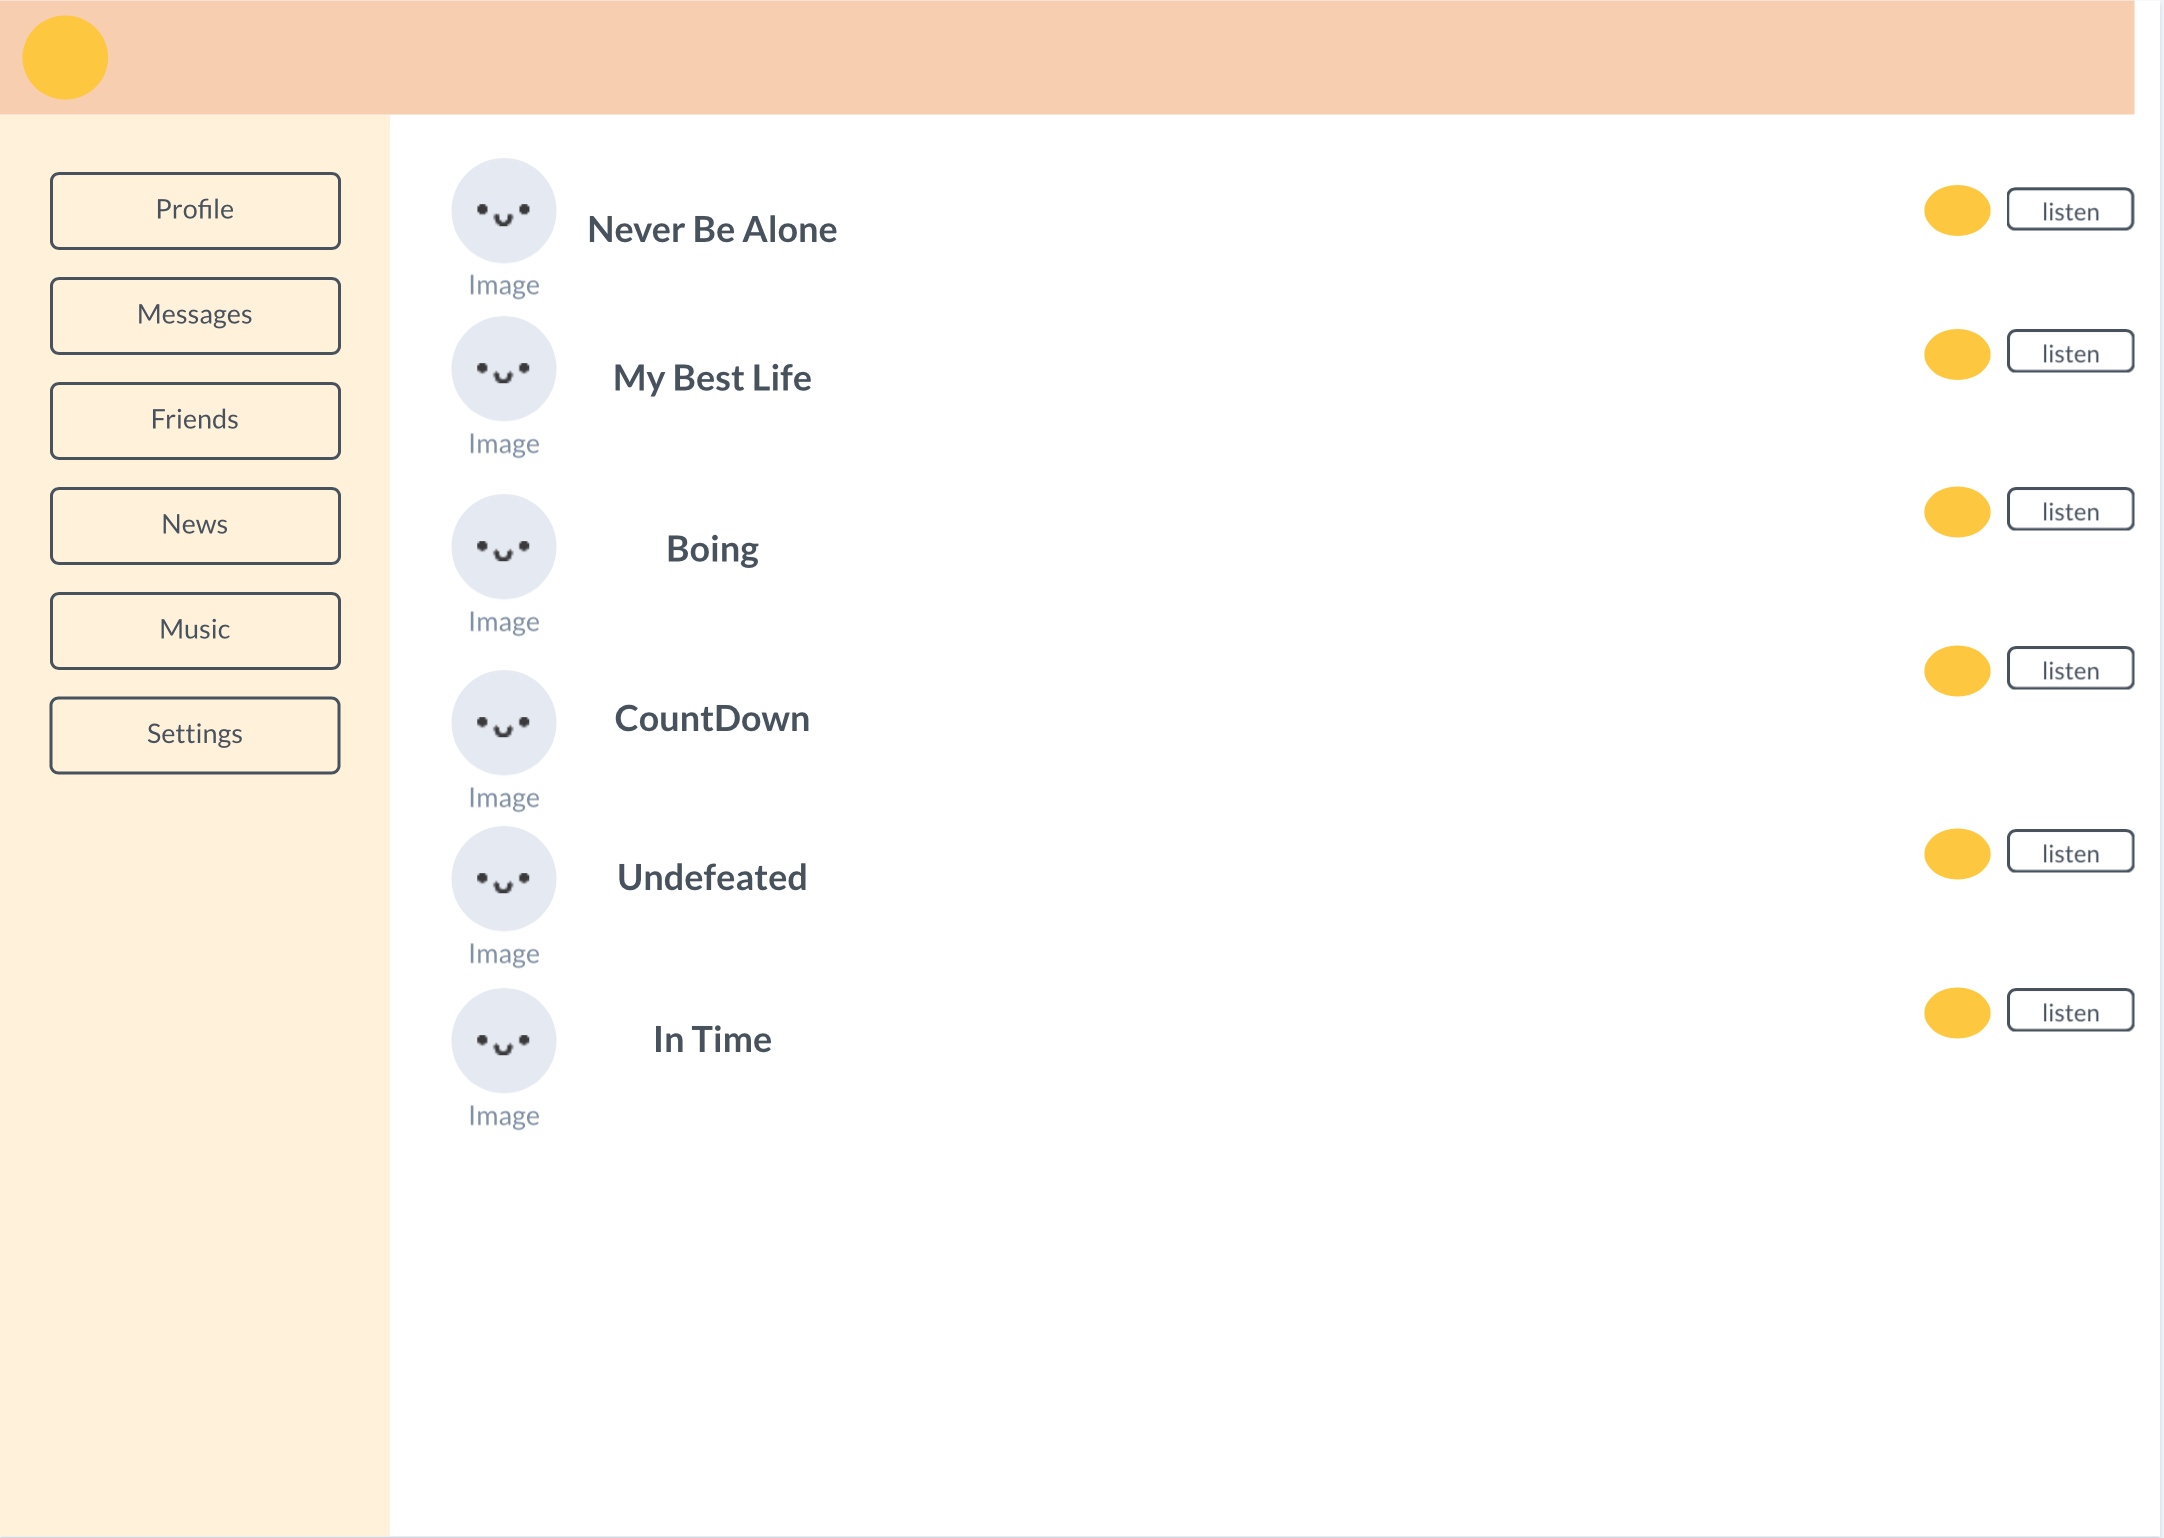 Profile
Messages
Friends
News
Music
Settings
Never Be Alone
Image
listen
My Best Life
Image
listen
Boing
Image
listen
CountDown
Image
listen
Undefeated
Image
listen
In Time
Image
listen